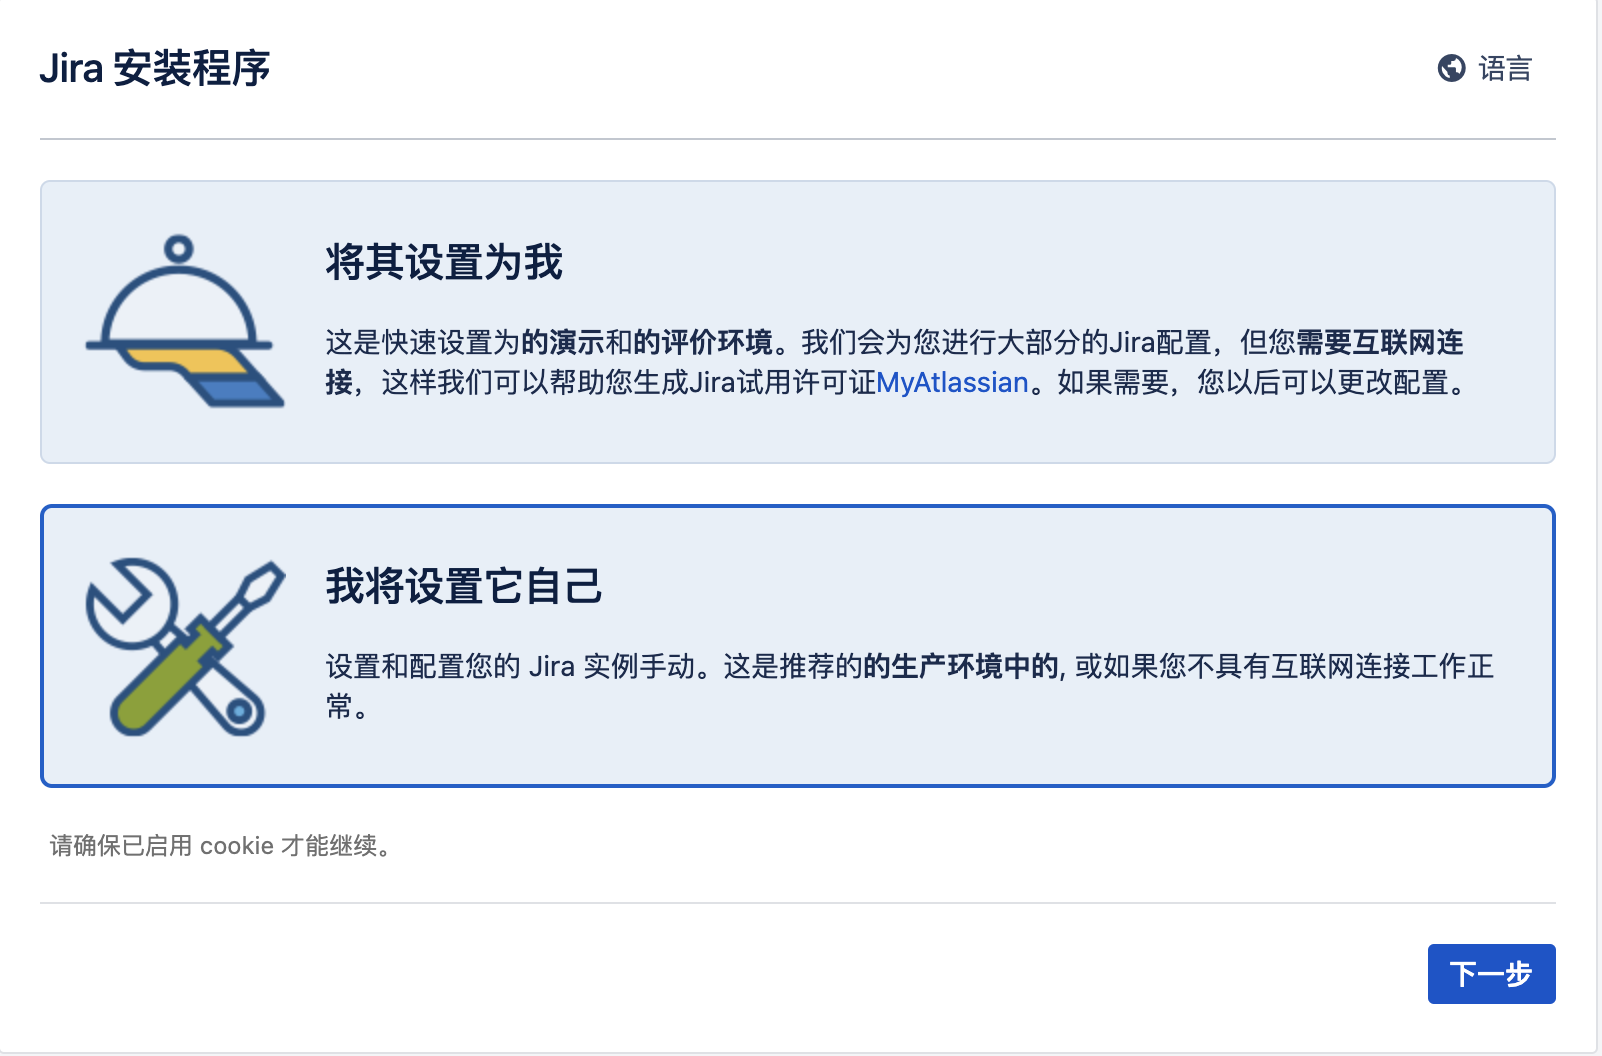 Jira 安装程序
语言
将其设置为我
这是快速设置为的演示和的评价环境。我们会为您进行大部分的Jira配置，但您需要互联网连
接，这样我们可以帮助您生成Jira试用许可证MyAtlassian。如果需要，您以后可以更改配置。
我将设置它自己
设置和配置您的 Jira 实例手动。这是推荐的的生产环境中的, 或如果您不具有互联网连接工作正
常。
请确保已启用 cookie 才能继续。
下一步